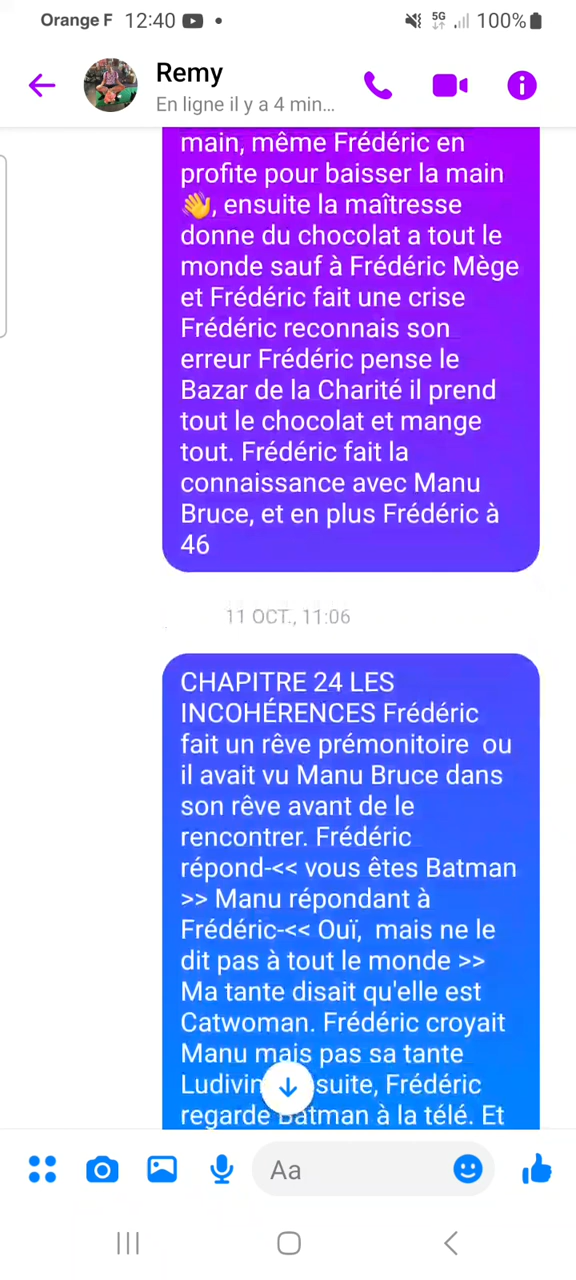 Orange F 12:40 5G 100%
Remy
En ligne il y a 4 min...
main, même Frédéric en
profite pour baisser la main
👋, ensuite la maîtresse
donne du chocolat a tout le
monde sauf à Frédéric Mège
et Frédéric fait une crise
Frédéric reconnais son
erreur Frédéric pense le
Bazar de la Charité il prend
tout le chocolat et mange
tout. Frédéric fait la
connaissance avec Manu
Bruce, et en plus Frédéric à
46
11 OCT., 11:06
CHAPITRE 24 LES
INCOHÉRENCES Frédéric
fait un rêve prémonitoire  ou
il avait vu Manu Bruce dans
son rêve avant de le
rencontrer. Frédéric
répond-<< vous êtes Batman
>> Manu répondant à
Frédéric-<< Ouï,  mais ne le
dit pas à tout le monde >>
Ma tante disait qu'elle est
Catwoman. Frédéric croyait
Manu mais pas sa tante
Ludivin suite, Frédéric
regarde Batman à la télé. Et
Aa